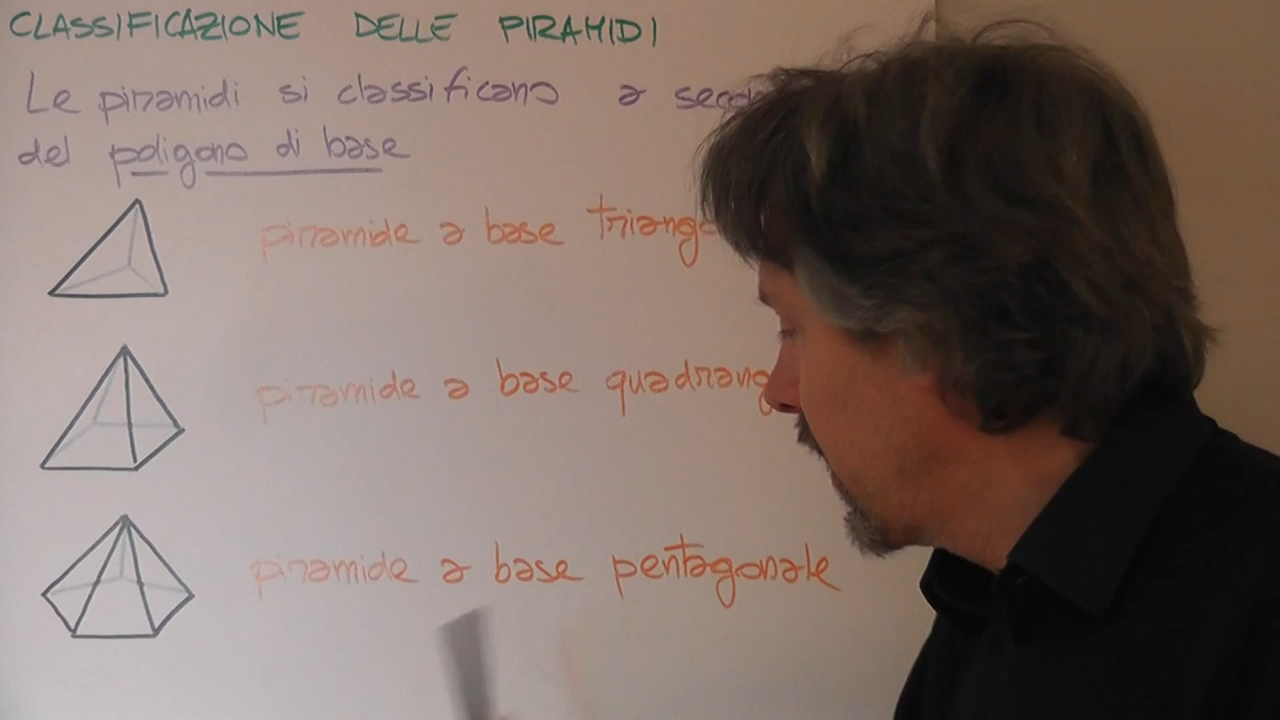 CLASSIFICAZIONE DELLE PIRAMIDI
Le piramidi si classificano a
del poligono di base
piramide a base
piramide a base
piramide a base pentagonale